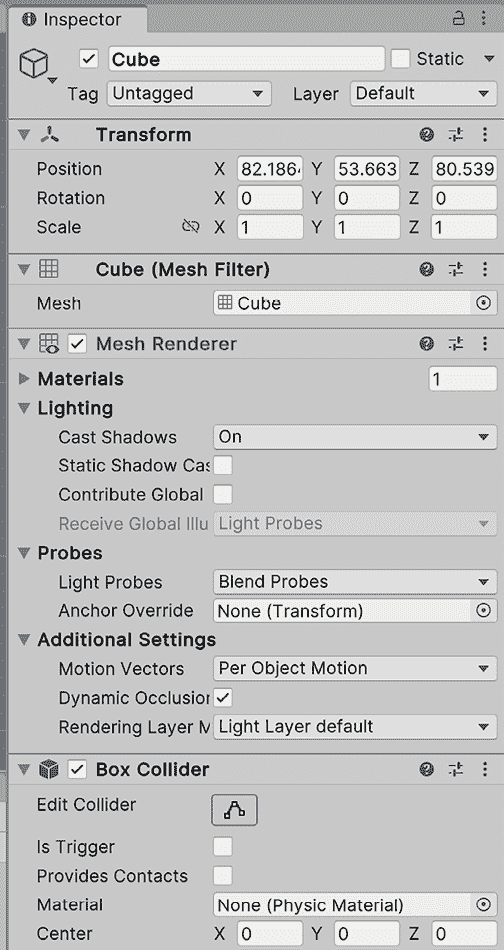 Inspector
Cube Static
Tag Untagged Layer Default
Transform
Position X 82.186 Y 53.663 Z 80.539
Rotation X 0 Y 0 Z 0
Scale X 1 Y 1 Z 1
Cube (Mesh Filter)
Mesh Cube
Mesh Renderer
Materials 1
Lighting
Cast Shadows On
Static Shadow Cas
Contribute Global
Receive Global Illu Light Probes
Probes
Light Probes Blend Probes
Anchor Override None (Transform)
Additional Settings
Motion Vectors Per Object Motion
Dynamic Occlusion
Rendering Layer M Light Layer default
Box Collider
Edit Collider
Is Trigger
Provides Contacts
Material None (Physic Material)
Center X 0 Y 0 Z 0